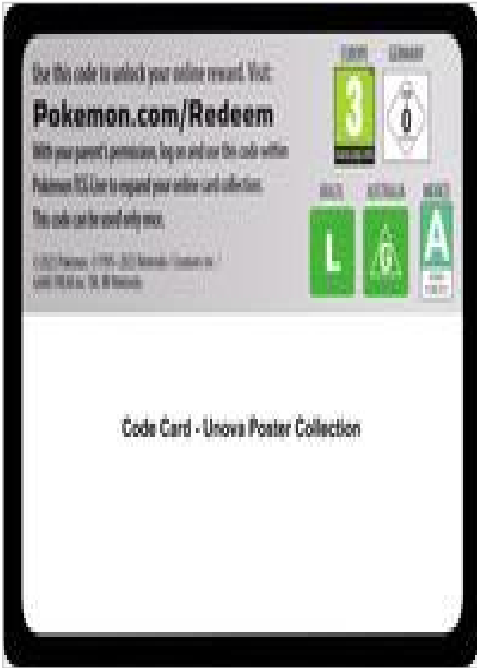 Use this code to unlock your online reward. Visit:
Pokemon.com/Redeem
With your parent's permission, log on and use this code within
Pokémon TCG Live to expand your online card collection.
This code can be used only once.
EUROPE GERMANY
3
0
BRAZIL AUSTRALIA MEXICO
L
G
A
Code Card - Unova Poster Collection